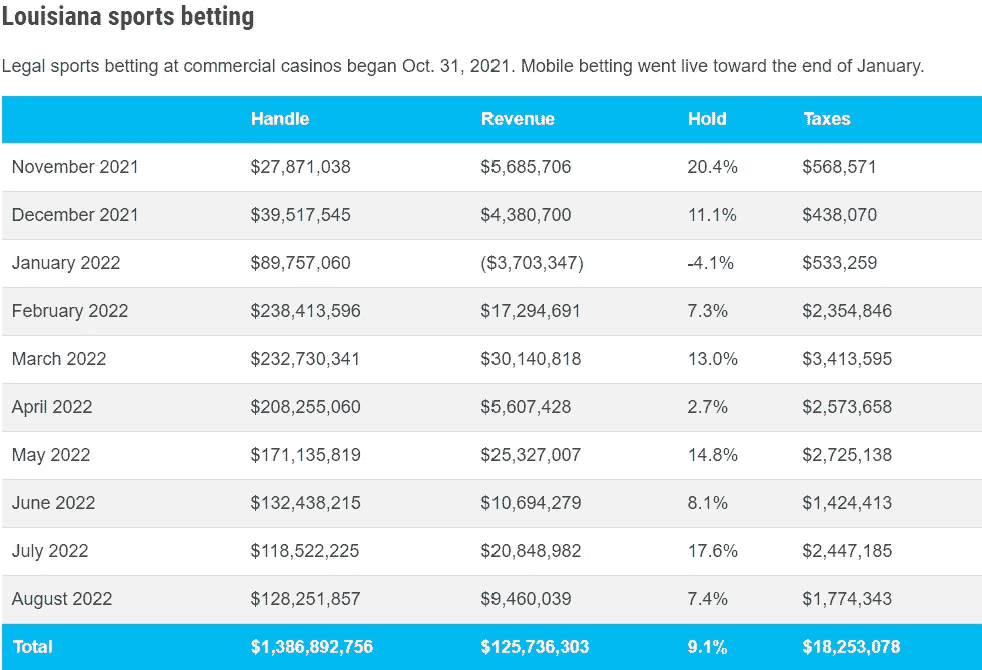 Louisiana sports betting
Legal sports betting at commercial casinos began Oct. 31, 2021. Mobile betting went live toward the end of January.
Handle Revenue Hold Taxes
November 2021 $27,871,038 $5,685,706 20.4% $568,571
December 2021 $39,517,545 $4,380,700 11.1% $438,070
January 2022 $89,757,060 ($3,703,347) -4.1% $533,259
February 2022 $238,413,596 $17,294,691 7.3% $2,354,846
March 2022 $232,730,341 $30,140,818 13.0% $3,413,595
April 2022 $208,255,060 $5,607,428 2.7% $2,573,658
May 2022 $171,135,819 $25,327,007 14.8% $2,725,138
June 2022 $132,438,215 $10,694,279 8.1% $1,424,413
July 2022 $118,522,225 $20,848,982 17.6% $2,447,185
August 2022 $128,251,857 $9,460,039 7.4% $1,774,343
Total $1,386,892,756 $125,736,303 9.1% $18,253,078